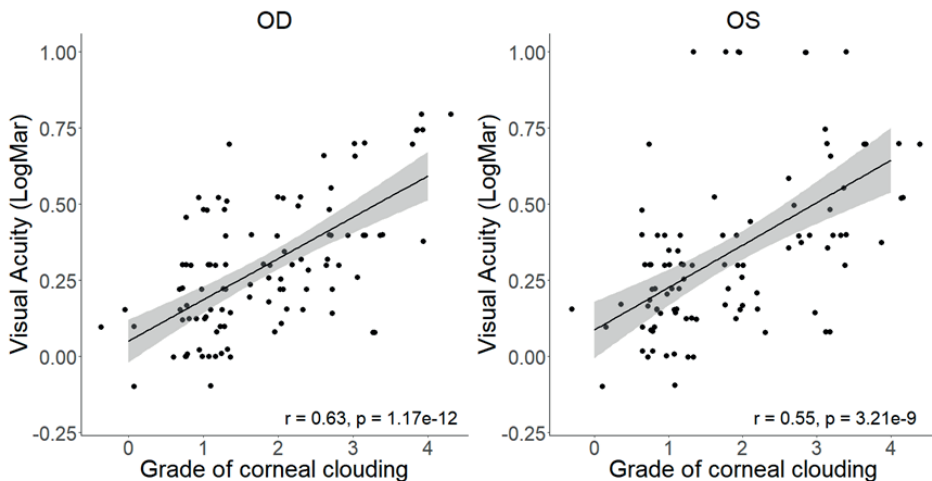 OD
Visual Acuity (LogMar)
1.00
0.75
0.50
0.25
0.00
-0.25
r = 0.63, p = 1.17e-12
0 1 2 3 4
Grade of corneal clouding
OS
Visual Acuity (LogMar)
1.00
0.75
0.50
0.25
0.00
-0.25
r = 0.55, p = 3.21e-9
0 1 2 3 4
Grade of corneal clouding